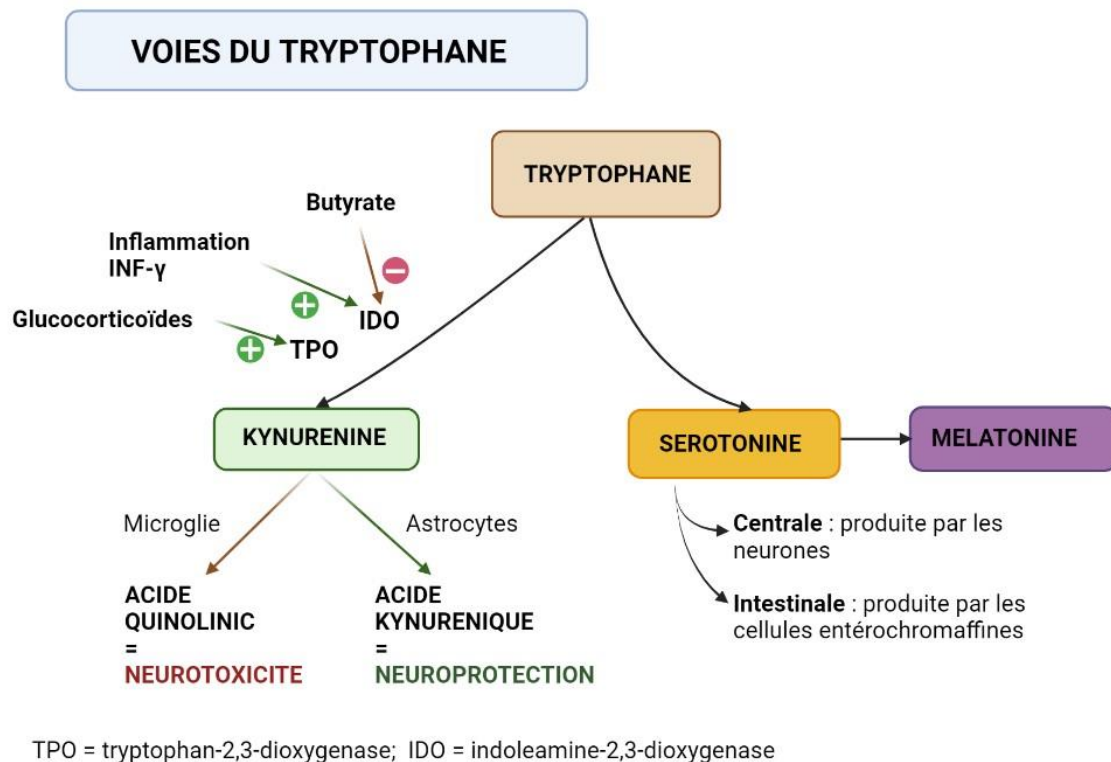 VOIES DU TRYPTOPHANE
TRYPTOPHANE
Butyrate
Inflammation
INF-γ
Glucocorticoïdes
IDO
TPO
KYNURENINE
SEROTONINE
MELATONINE
Microglie
Astrocytes
Centrale : produite par les
neurones
Intestinale : produite par les
cellules entérochromaffines
ACIDE
QUINOLINIC
=
NEUROTOXICITE
ACIDE
KYNURENIQUE
=
NEUROPROTECTION
TPO = tryptophan-2,3-dioxygenase; IDO = indoleamine-2,3-dioxygenase